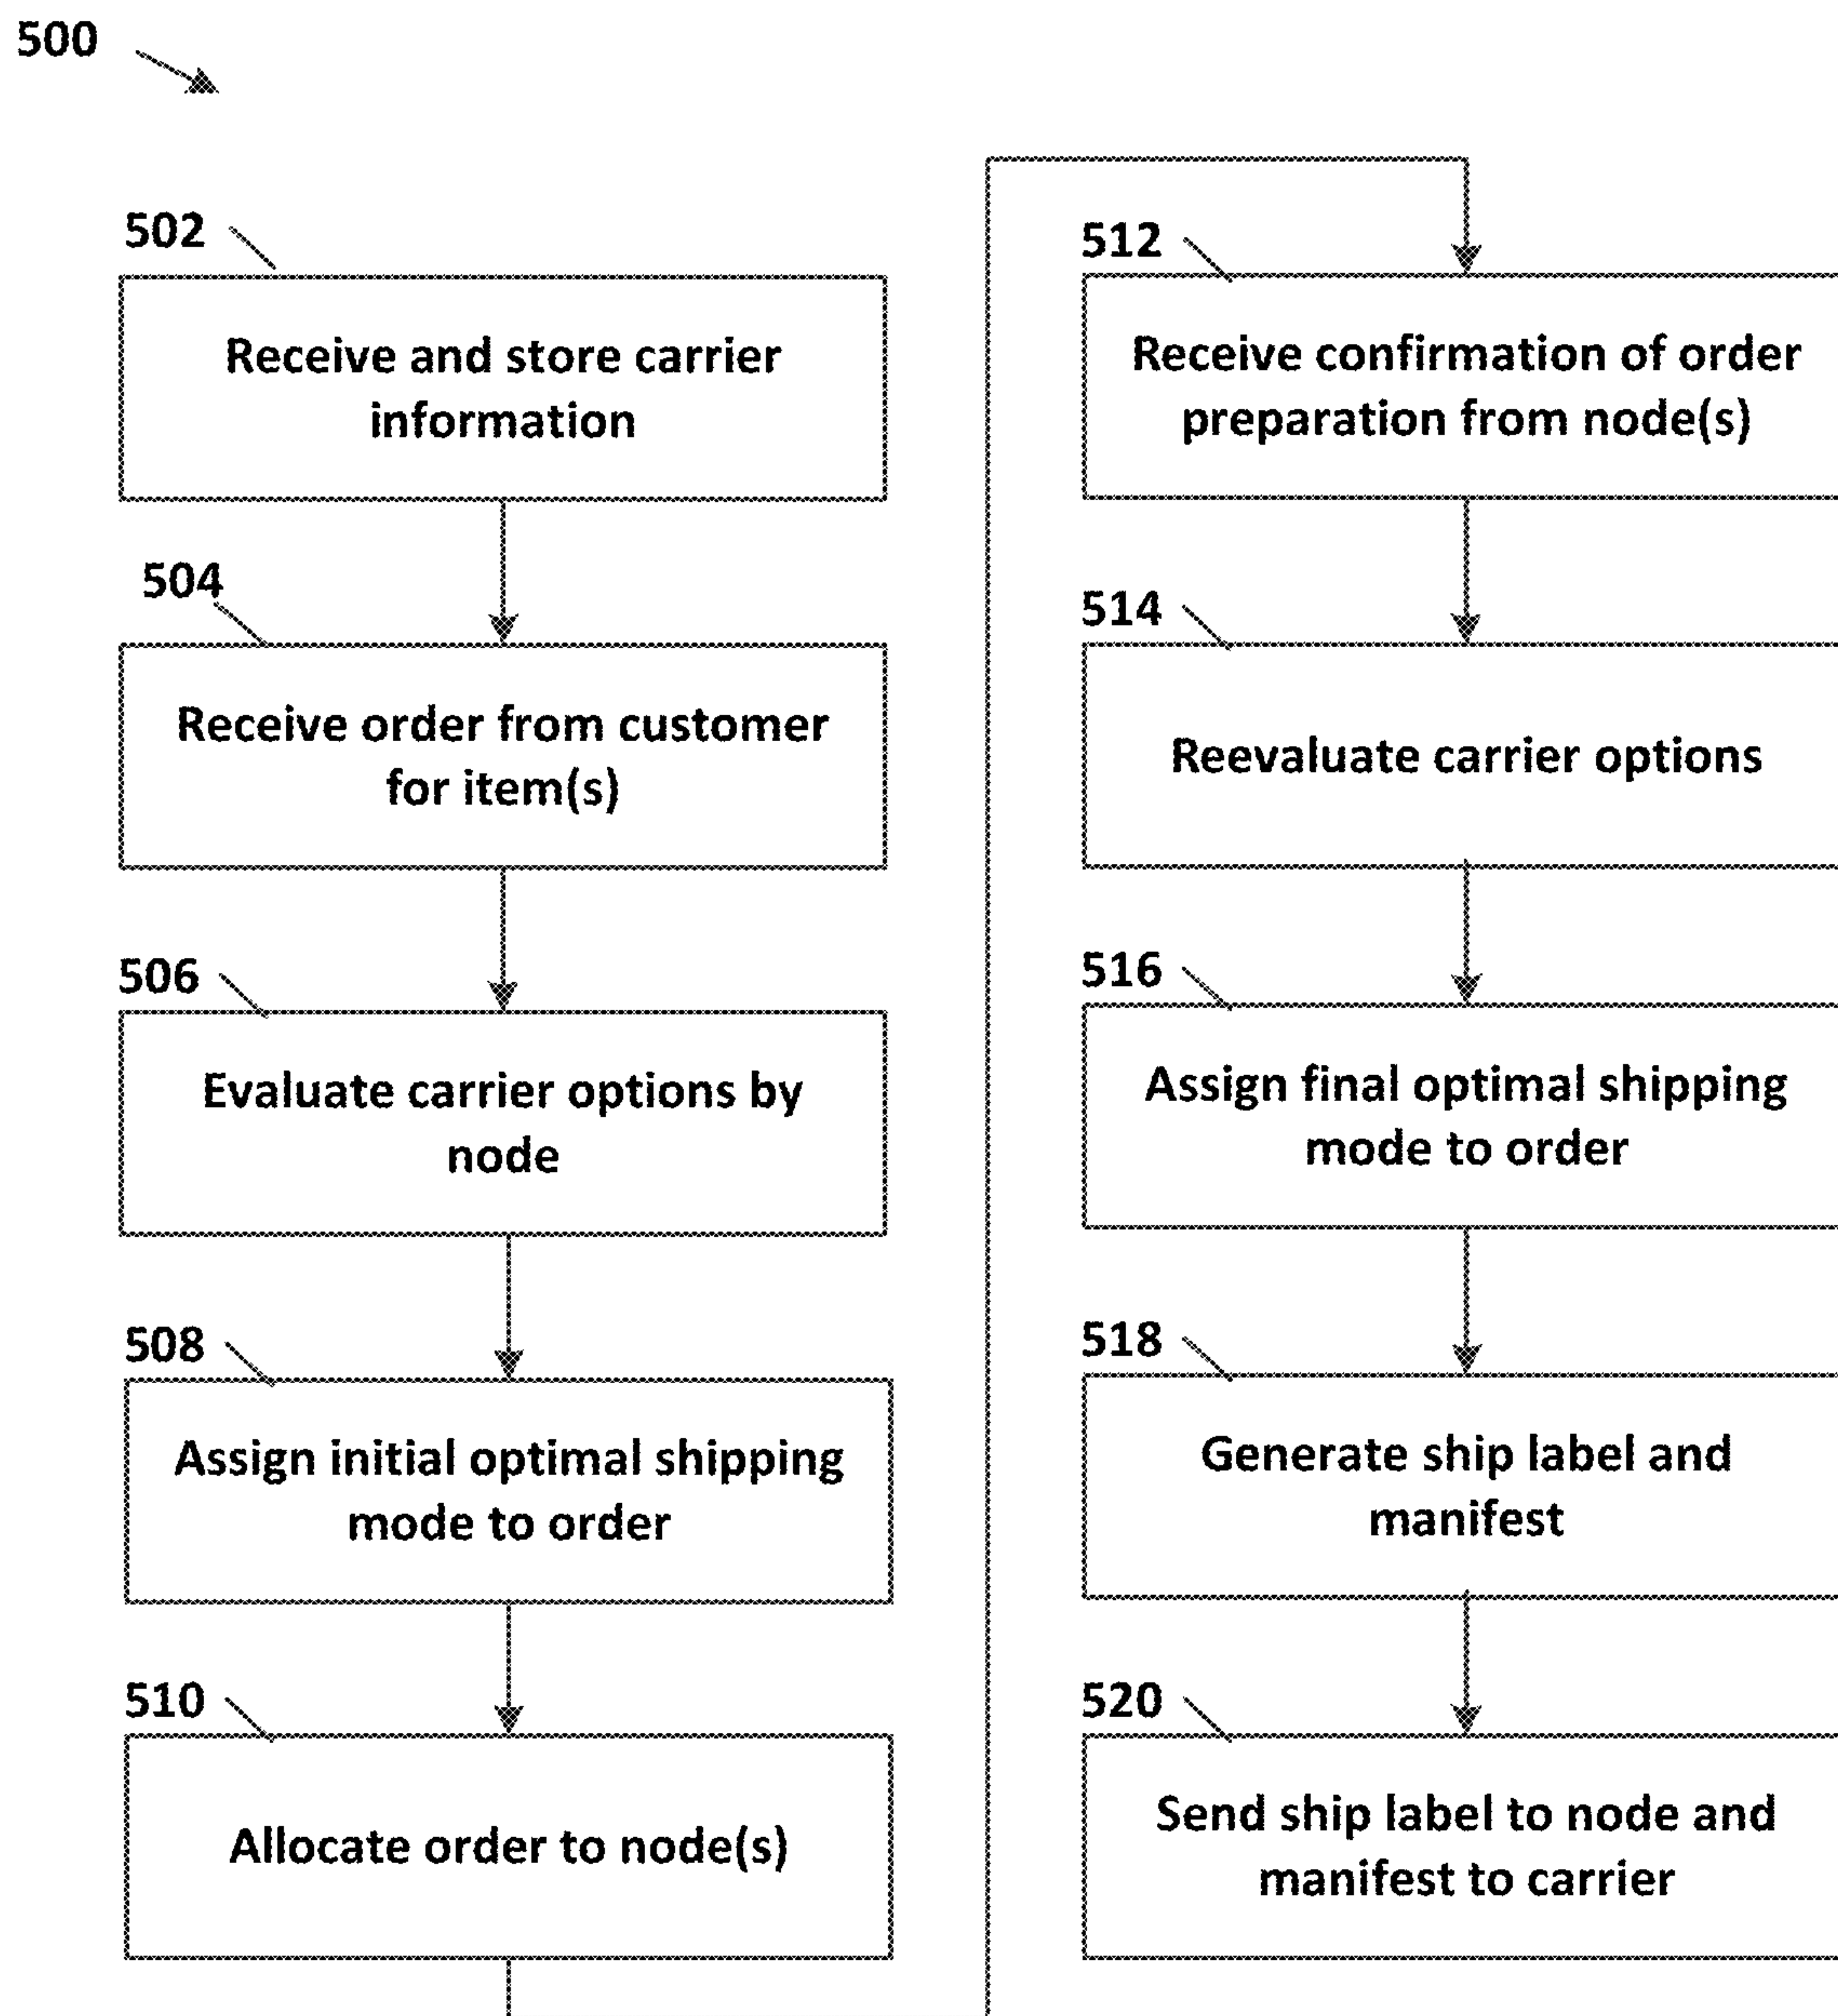 500
502
Receive and store carrier
information
504
Receive order from customer
for item(s)
506
Evaluate carrier options by
node
508
Assign initial optimal shipping
mode to order
510
Allocate order to node(s)
512
Receive confirmation of order
preparation from node(s)
514
Reevaluate carrier options
516
Assign final optimal shipping
mode to order
518
Generate ship label and
manifest
520
Send ship label to node and
manifest to carrier